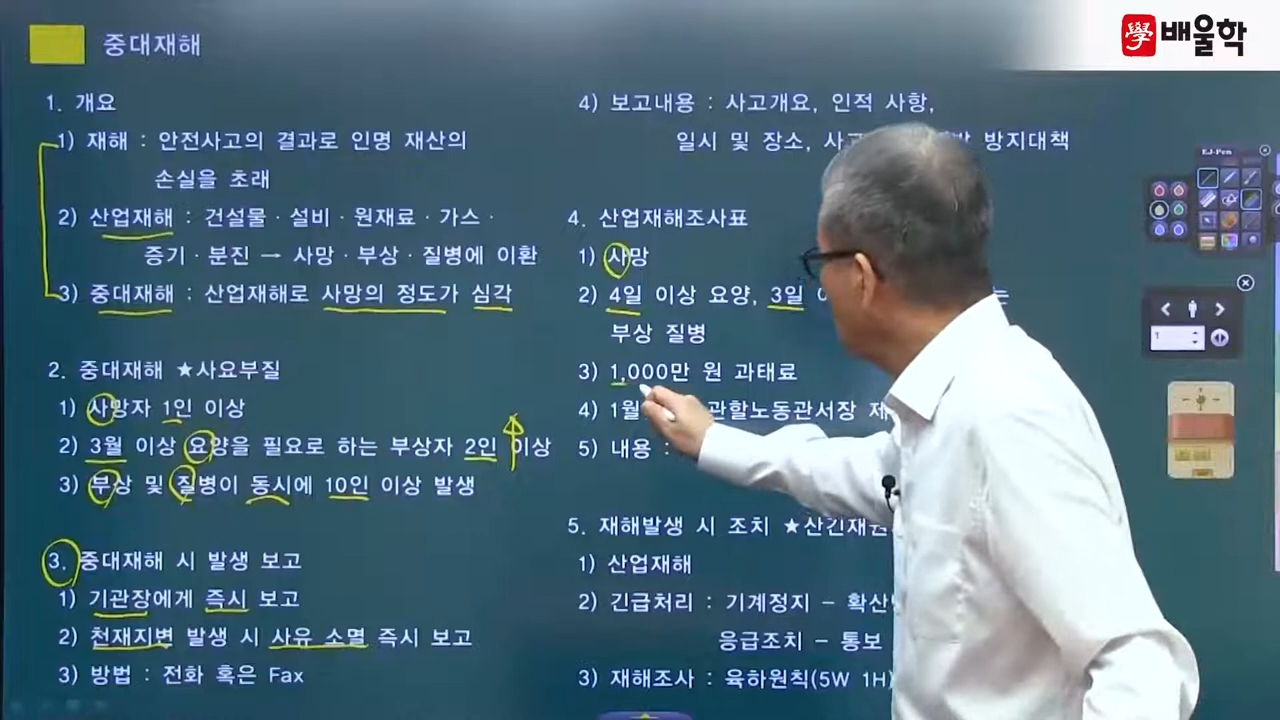 중대재해
學 배울학
1. 개요
1) 재해 : 안전사고의 결과로 인명 재산의
손실을 초래
2) 산업재해 : 건설물 · 설비 · 원재료 · 가스 ·
증기 · 분진 → 사망 · 부상 · 질병에 이환
3) 중대재해 : 산업재해로 사망의 정도가 심각
2. 중대재해 ★사요부질
1) 사망자 1인 이상
2) 3월 이상 요양을 필요로 하는 부상자 2인 이상
3) 부상 및 질병이 동시에 10인 이상 발생
3. 중대재해 시 발생 보고
1) 기관장에게 즉시 보고
2) 천재지변 발생 시 사유 소멸 즉시 보고
3) 방법 : 전화 혹은 Fax
4) 보고내용 : 사고개요, 인적 사항,
일시 및 장소, 방지대책
4. 산업재해조사표
1) 사망
2) 4일 이상 요양, 3일
부상 질병
3) 1,000만 원 과태료
4) 1월 관할노동관서장
5) 내용 :
5. 재해발생 시 조치 ★산긴재원
1) 산업재해
2) 긴급처리 : 기계정지 -
응급조치 - 통보
3) 재해조사 : 육하원칙(5W 1H)
EJ-Pen
1